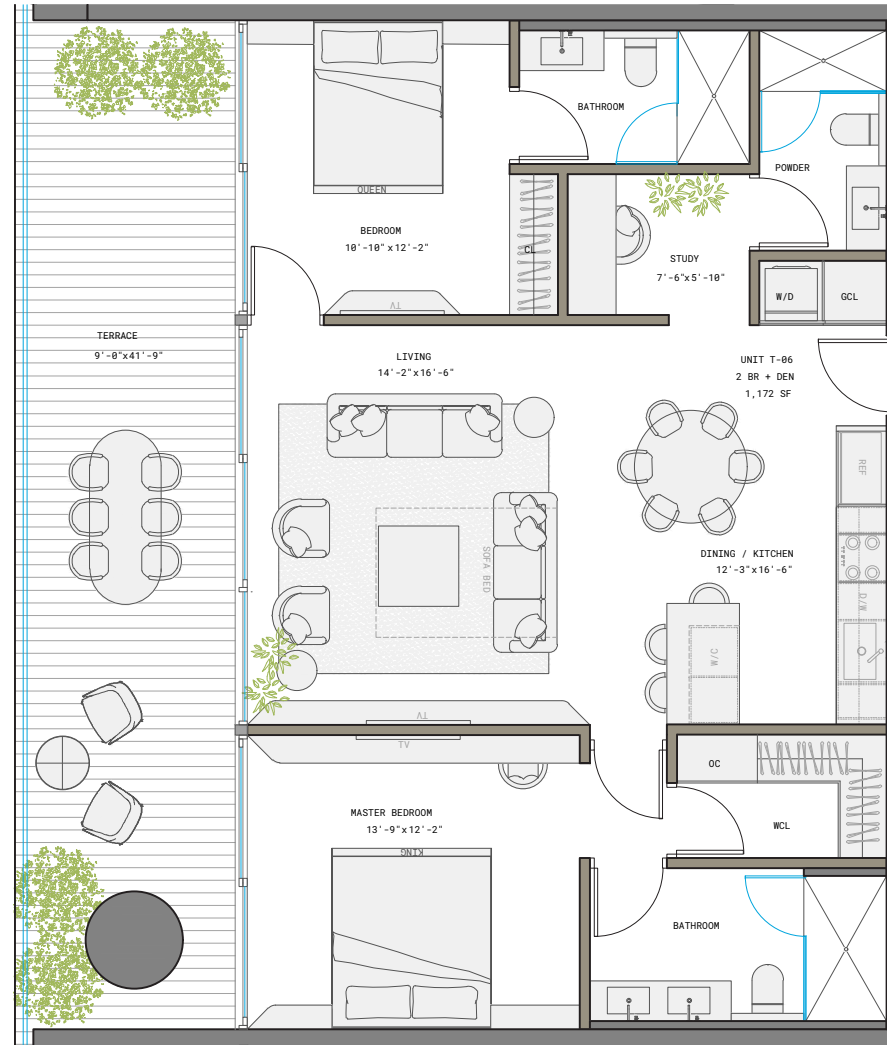 BATHROOM
POWDER
QUEEN
BEDROOM
10'-10"x12'-2"
CL
STUDY
7'-6"x5'-10"
W/D
GCL
TV
TERRACE
9'-0"x41'-9"
LIVING
14'-2"x16'-6"
UNIT T-06
2 BR + DEN
1,172 SF
REF
SOFA BED
DINING / KITCHEN
12'-3"x16'-6"
D/W
W/C
TV
TV
OC
MASTER BEDROOM
13'-9"x12'-2"
WCL
KING
BATHROOM